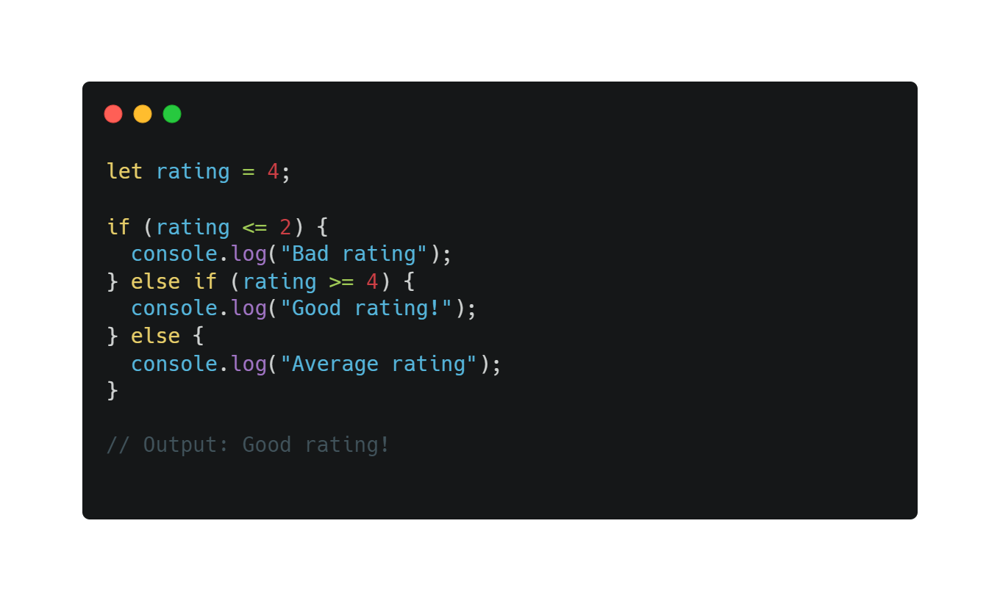 let rating = 4;

if (rating <= 2) {
  console.log("Bad rating");
} else if (rating >= 4) {
  console.log("Good rating!");
} else {
  console.log("Average rating");
}

// Output: Good rating!